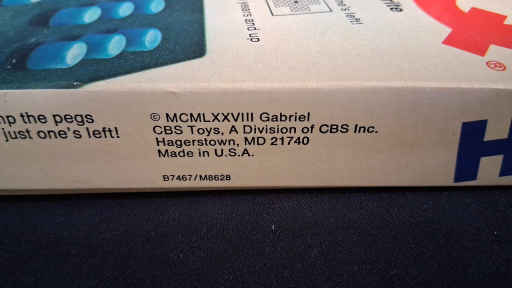 mp the pegs
just one's left!
© MCMLXXVIII Gabriel
CBS Toys, A Division of CBS Inc.
Hagerstown, MD 21740
Made in U.S.A.
B7467/M8628
H
®